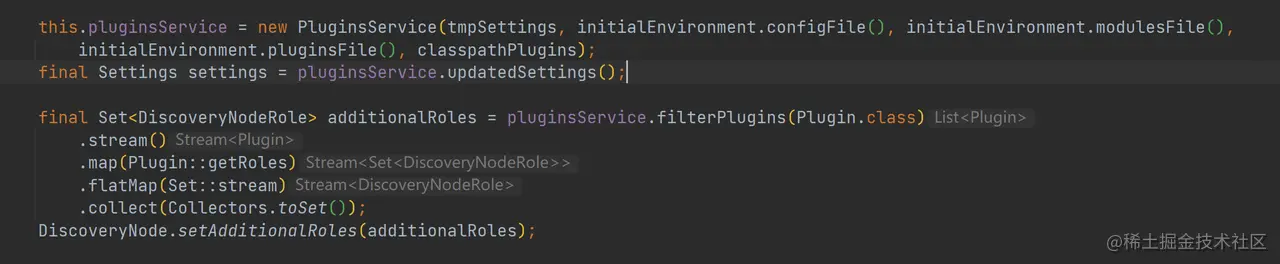 this.pluginsService = new PluginsService(tmpSettings, initialEnvironment.configFile(), initialEnvironment.modulesFile(),
    initialEnvironment.pluginsFile(), classpathPlugins);
final Settings settings = pluginsService.updatedSettings();

final Set<DiscoveryNodeRole> additionalRoles = pluginsService.filterPlugins(Plugin.class) List<Plugin>
    .stream() Stream<Plugin>
    .map(Plugin::getRoles) Stream<Set<DiscoveryNodeRole>>
    .flatMap(Set::stream) Stream<DiscoveryNodeRole>
    .collect(Collectors.toSet());
DiscoveryNode.setAdditionalRoles(additionalRoles);
@稀土掘金技术社区